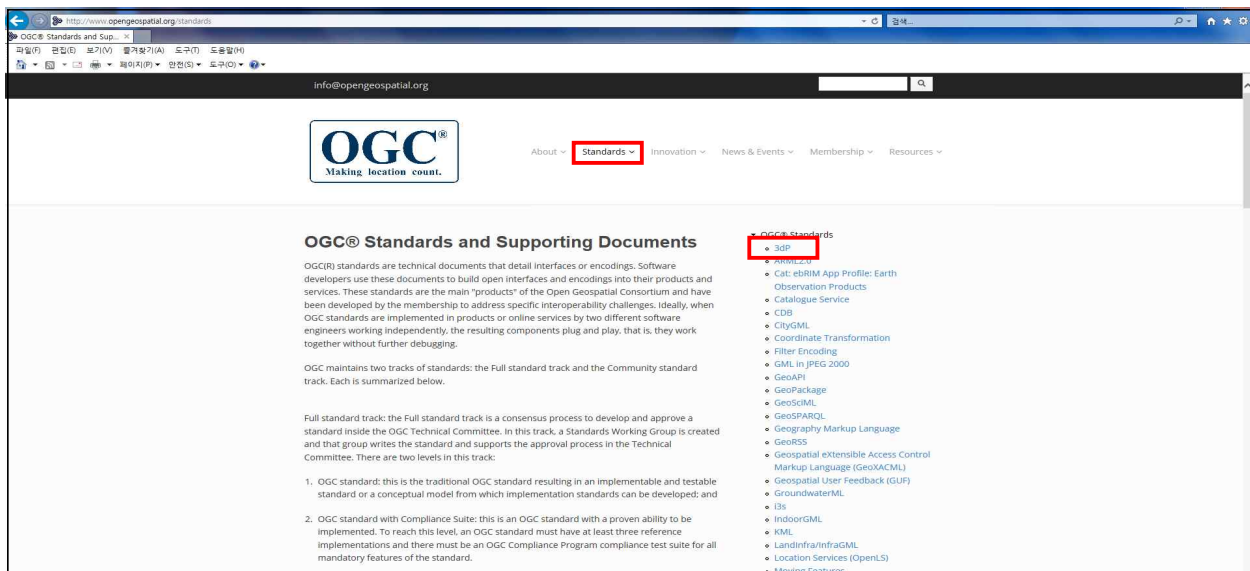 http://www.opengeospatial.org/standards
검색...
OGC® Standards and Sup...
파일(F) 편집(E) 보기(V) 즐겨찾기(A) 도구(T) 도움말(H)
페이지(P) 안전(S) 도구(O)
info@opengeospatial.org
OGC®
Making location count.
About Standards Innovation News & Events Membership Resources
OGC® Standards and Supporting Documents
OGC(R) standards are technical documents that detail interfaces or encodings. Software
developers use these documents to build open interfaces and encodings into their products and
services. These standards are the main "products" of the Open Geospatial Consortium and have
been developed by the membership to address specific interoperability challenges. Ideally, when
OGC standards are implemented in products or online services by two different software
engineers working independently, the resulting components plug and play, that is, they work
together without further debugging.
OGC maintains two tracks of standards: the Full standard track and the Community standard
track. Each is summarized below.
Full standard track: the Full standard track is a consensus process to develop and approve a
standard inside the OGC Technical Committee. In this track, a Standards Working Group is created
and that group writes the standard and supports the approval process in the Technical
Committee. There are two levels in this track:
1. OGC standard: this is the traditional OGC standard resulting in an implementable and testable
standard or a conceptual model from which implementation standards can be developed; and
2. OGC standard with Compliance Suite: this is an OGC standard with a proven ability to be
implemented. To reach this level, an OGC standard must have at least three reference
implementations and there must be an OGC Compliance Program compliance test suite for all
mandatory features of the standard.
OGC® Standards
3dP
ARML2.0
Cat: ebRIM App Profile: Earth
Observation Products
Catalogue Service
CDB
CityGML
Coordinate Transformation
Filter Encoding
GML in JPEG 2000
GeoAPI
GeoPackage
GeoSciML
GeoSPARQL
Geography Markup Language
GeoRSS
Geospatial eXtensible Access Control
Markup Language (GeoXACML)
Geospatial User Feedback (GUF)
GroundwaterML
i3s
IndoorGML
KML
LandInfra/InfraGML
Location Services (OpenLS)
Moving Features